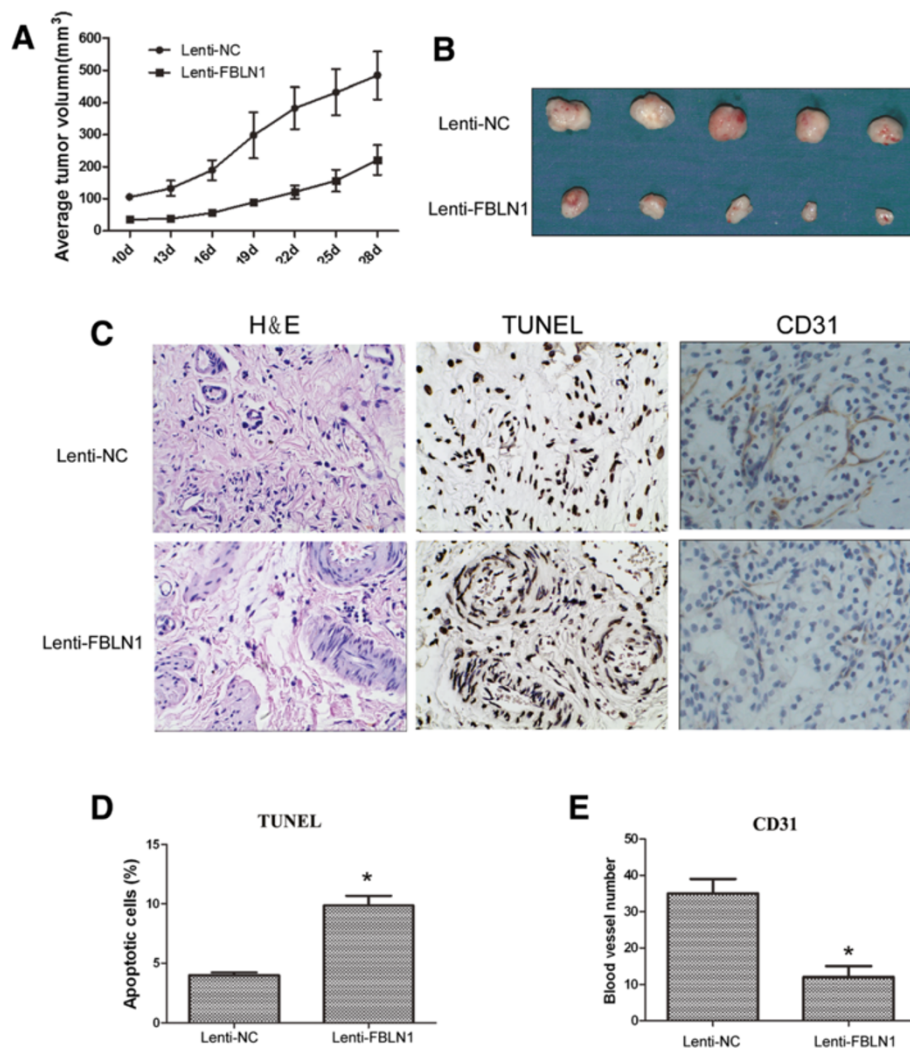 A
Average tumor volumn(mm³)
600
500
400
300
200
100
0
Lenti-NC
Lenti-FBLN1
10d
13d
16d
19d
22d
25d
28d
B
Lenti-NC
Lenti-FBLN1
C
H&E
TUNEL
CD31
Lenti-NC
Lenti-FBLN1
D
TUNEL
Apoptotic cells (%)
15
10
5
0
*
Lenti-NC
Lenti-FBLN1
E
CD31
Blood vessel number
50
40
30
20
10
0
*
Lenti-NC
Lenti-FBLN1